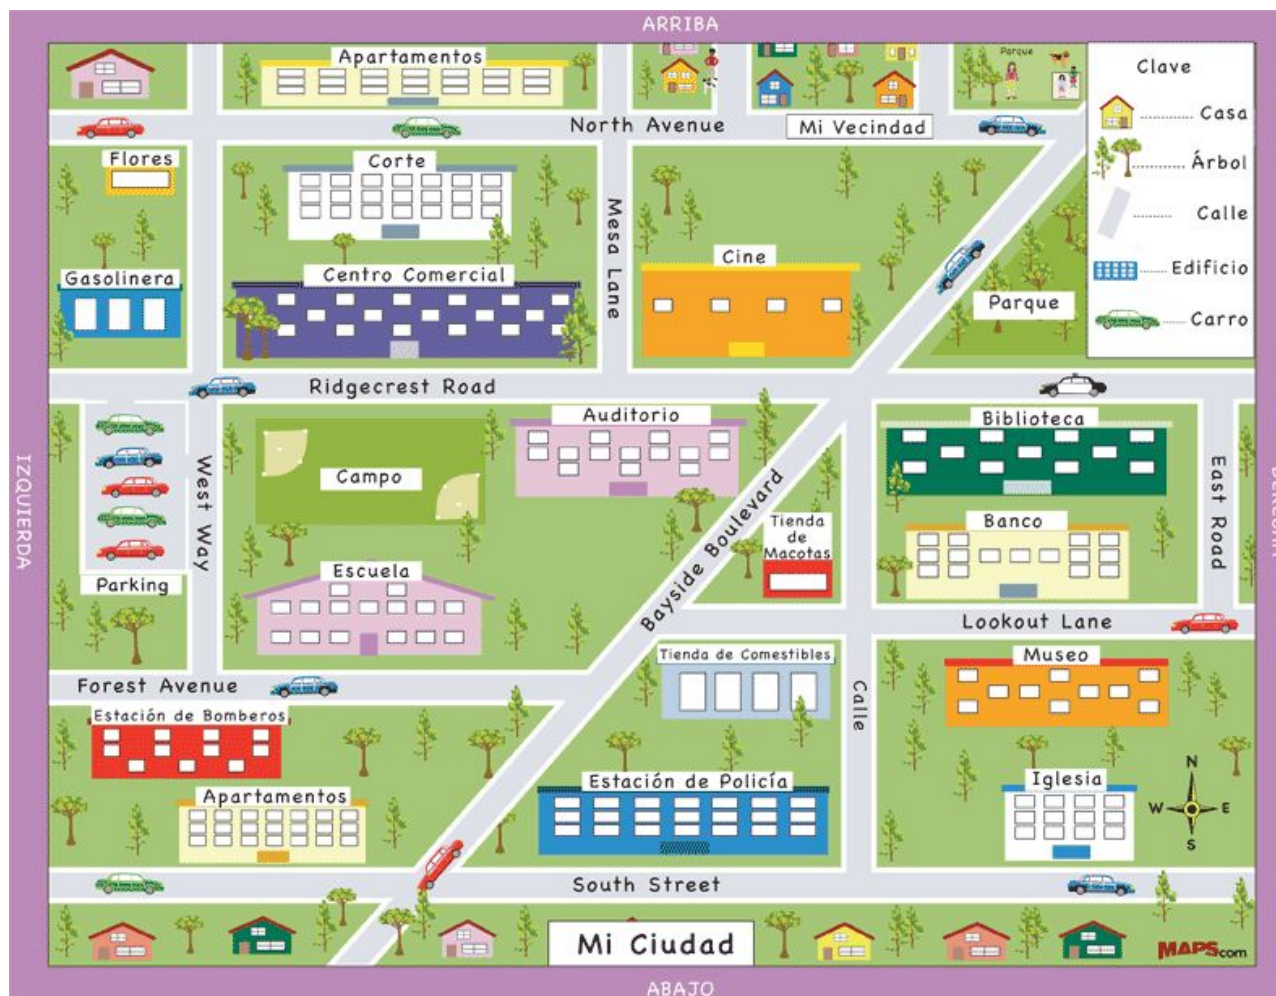 ARRIBA
Apartamentos
Parque
Clave
Casa
Árbol
Calle
Edificio
Carro
North Avenue
Mi Vecindad
Flores
Corte
Gasolinera
Centro Comercial
Mesa Lane
Cine
Parque
Ridgecrest Road
IZQUIERDA
West Way
Campo
Auditorio
Bayside Boulevard
Biblioteca
East Road
Tienda
de
Macotas
Banco
Parking
Escuela
Lookout Lane
Forest Avenue
Tienda de Comestibles
Calle
Museo
Estación de Bomberos
Estación de Policía
Apartamentos
Iglesia
N
W
E
S
South Street
Mi Ciudad
MAPS.com
ABAJO